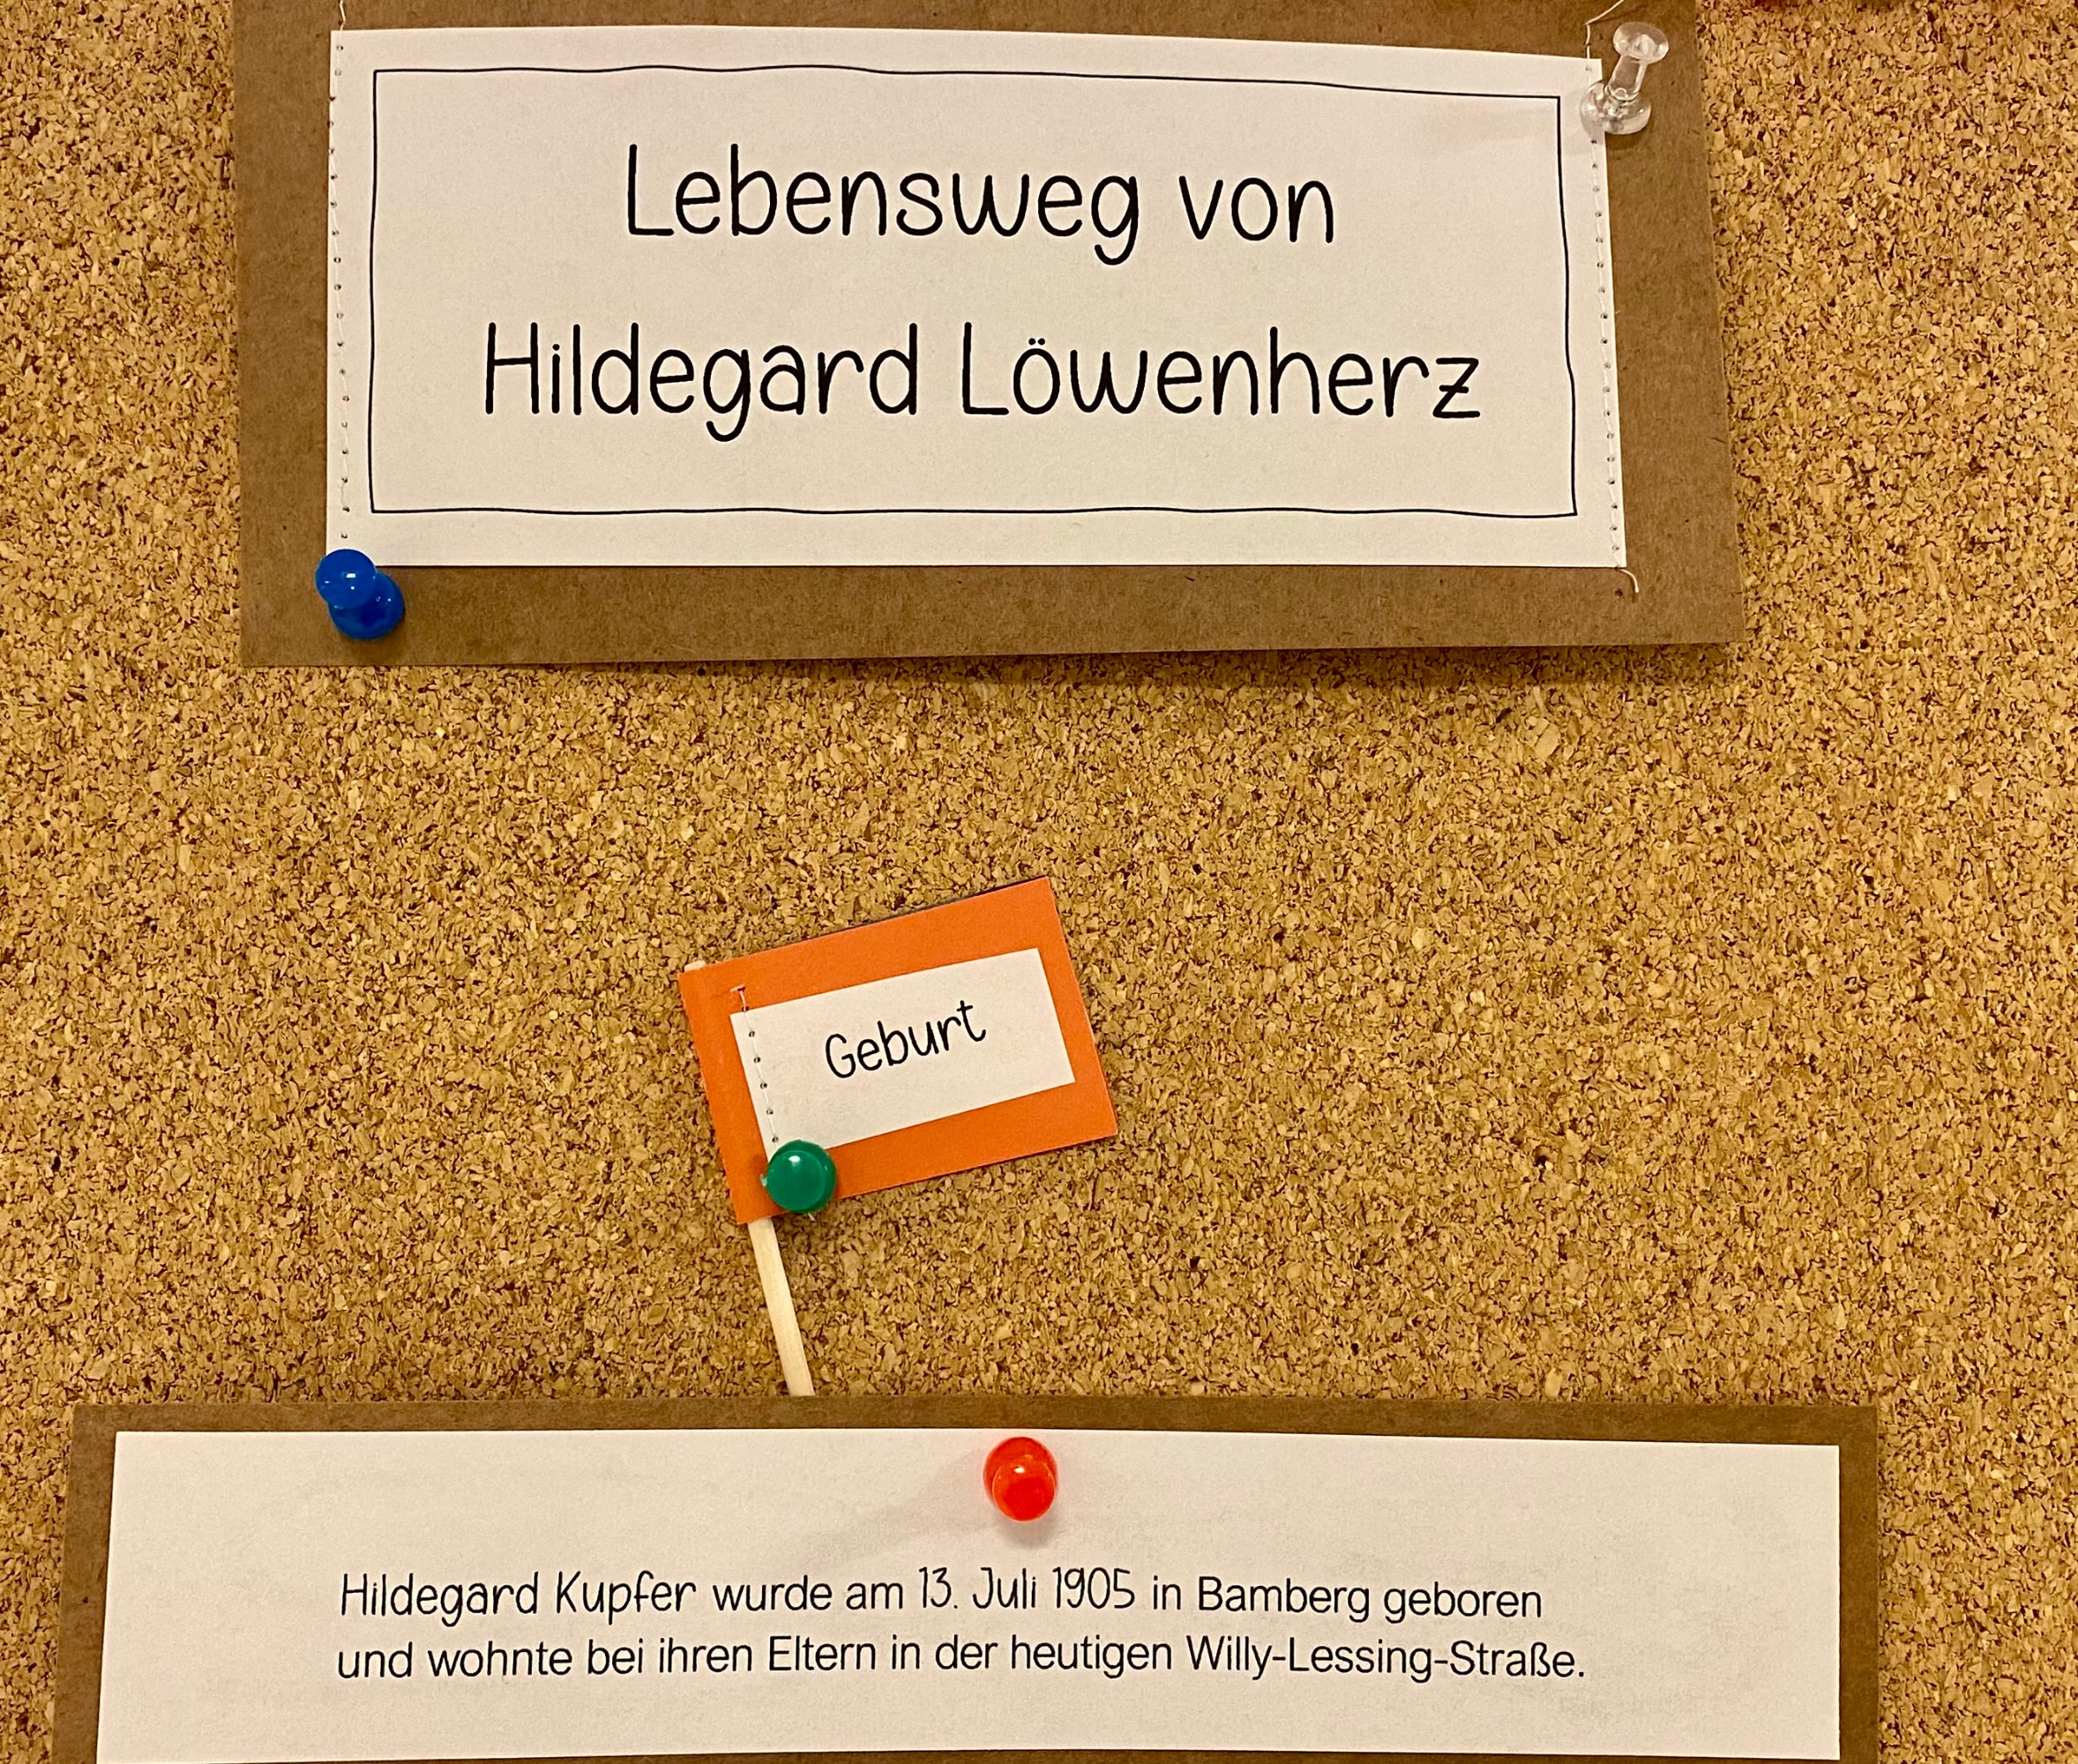 Lebensweg von
Hildegard Löwenherz
Geburt
Hildegard Kupfer wurde am 13. Juli 1905 in Bamberg geboren
und wohnte bei ihren Eltern in der heutigen Willy-Lessing-Straße.